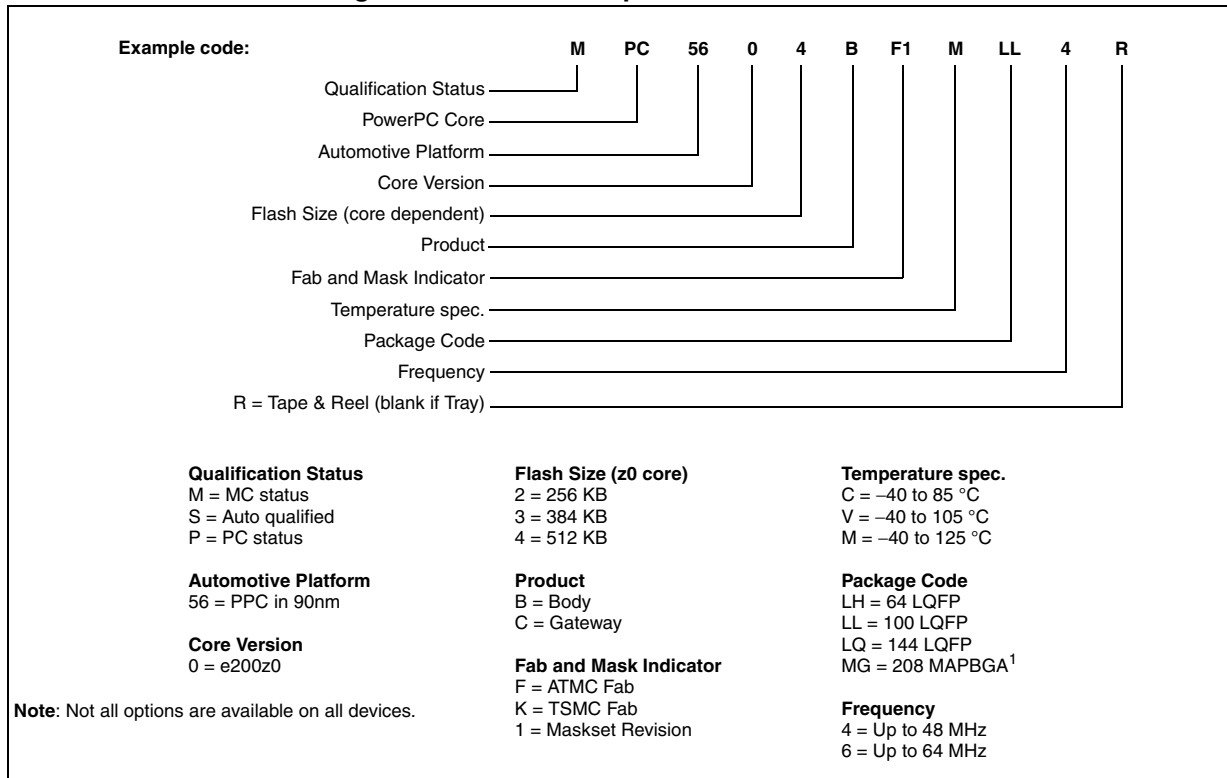 Example code: M PC 56 0 4 B F1 M LL 4 R
Qualification Status
PowerPC Core
Automotive Platform
Core Version
Flash Size (core dependent)
Product
Fab and Mask Indicator
Temperature spec.
Package Code
Frequency
R = Tape & Reel (blank if Tray)
Qualification Status
M = MC status
S = Auto qualified
P = PC status
Automotive Platform
56 = PPC in 90nm
Core Version
0 = e200z0
Note: Not all options are available on all devices.
Flash Size (z0 core)
2 = 256 KB
3 = 384 KB
4 = 512 KB
Product
B = Body
C = Gateway
Fab and Mask Indicator
F = ATMC Fab
K = TSMC Fab
1 = Maskset Revision
Temperature spec.
C = –40 to 85 °C
V = –40 to 105 °C
M = –40 to 125 °C
Package Code
LH = 64 LQFP
LL = 100 LQFP
LQ = 144 LQFP
MG = 208 MAPBGA1
Frequency
4 = Up to 48 MHz
6 = Up to 64 MHz